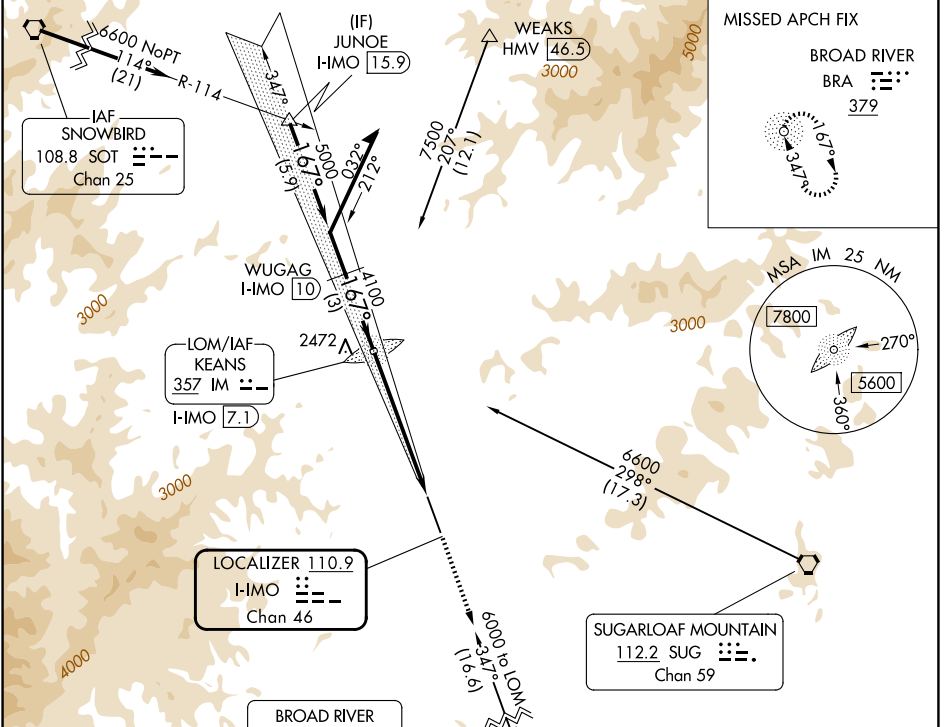 6600 NoPT
114°
(21)
R-114
IAF
SNOWBIRD
108.8 SOT
Chan 25
(IF)
JUNOE
I-IMO 15.9
347°
167°
5000
(5.9)
032°
212°
WEAKS
HMV 46.5
3000
5000
7500
207°
(12.1)
MISSED APCH FIX
BROAD RIVER
BRA
379
167°
347°
WUGAG
I-IMO 10
(3)
4100
167°
3000
2472
LOM/IAF
KEANS
357 IM
I-IMO 7.1
3000
MSA IM 25 NM
7800
270°
5600
360°
3000
6600
298°
(17.3)
LOCALIZER 110.9
I-IMO
Chan 46
SUGARLOAF MOUNTAIN
112.2 SUG
Chan 59
6000 to LOM
347°
(16.6)
4000
BROAD RIVER